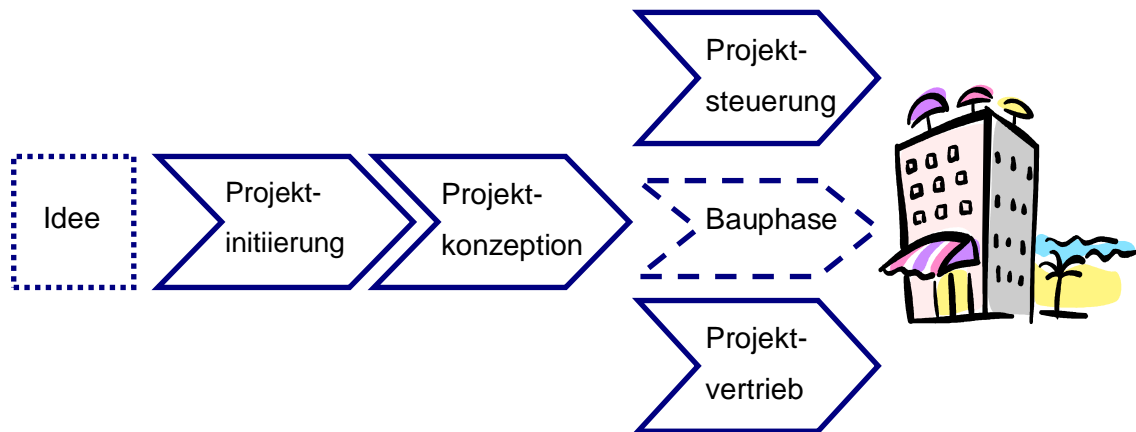 Idee
Projekt-
initiierung
Projekt-
konzeption
Projekt-
steuerung
Bauphase
Projekt-
vertrieb